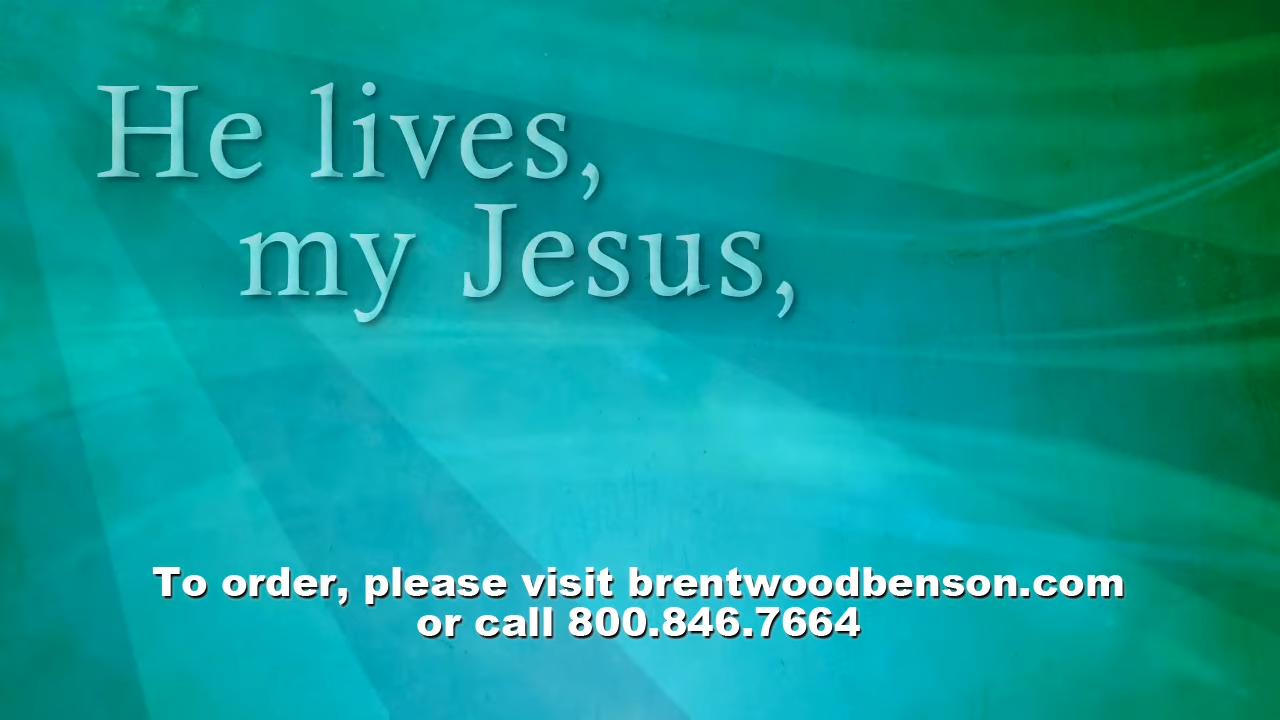 He lives,
my Jesus,
To order, please visit brentwoodbenson.com
or call 800.846.7664